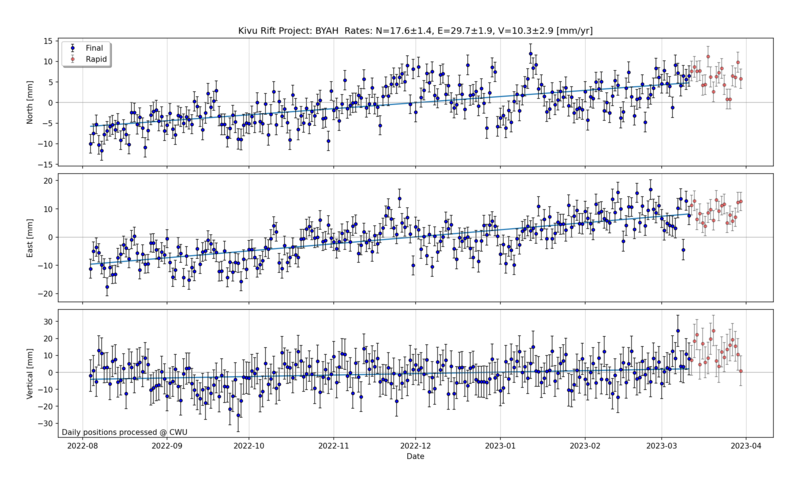 Kivu Rift Project: BYAH Rates: N=17.6±1.4, E=29.7±1.9, V=10.3±2.9 [mm/yr]
Final
Rapid
North [mm]
15
10
5
0
−5
−10
−15
East [mm]
20
10
0
−10
−20
Vertical [mm]
30
20
10
0
−10
−20
−30
Daily positions processed @ CWU
2022-08 2022-09 2022-10 2022-11 2022-12 2023-01 2023-02 2023-03 2023-04
Date